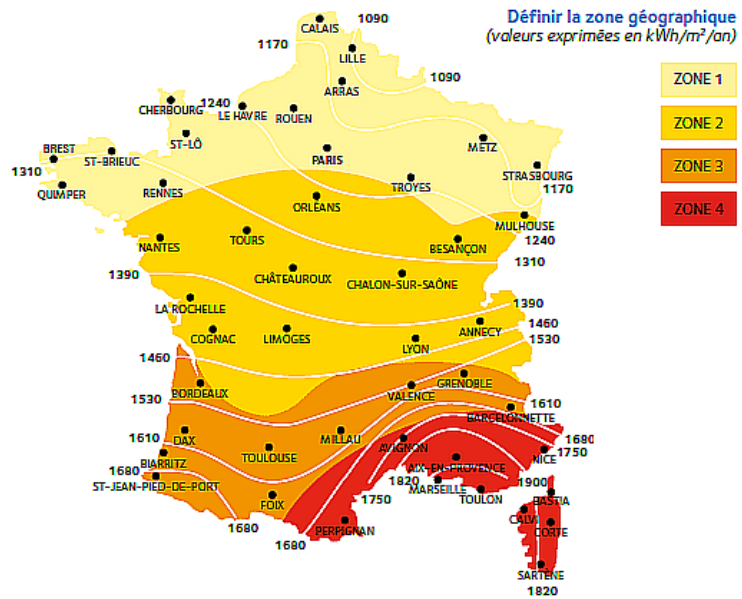 Définir la zone géographique
(valeurs exprimées en kWh/m²/an)
ZONE 1
ZONE 2
ZONE 3
ZONE 4
CALAIS
1090
1170
LILLE
1090
ARRAS
CHERBOURG
1240
LE HAVRE
ROUEN
ST-LÔ
METZ
BREST
ST-BRIEUC
PARIS
STRASBOURG
1310
QUIMPER
RENNES
TROYES
1170
ORLÉANS
MULHOUSE
1240
NANTES
TOURS
BESANÇON
1310
1390
CHÂTEAUROUX
CHALON-SUR-SAÔNE
LA ROCHELLE
1390
COGNAC
LIMOGES
LYON
ANNECY
1460
1530
1460
BORDEAUX
VALENCE
GRENOBLE
1530
1610
BARCELONNETTE
1610
DAX
MILLAU
AVIGNON
1680
1750
BIARRITZ
TOULOUSE
NICE
1680
ST-JEAN-PIED-DE-PORT
AIX-EN-PROVENCE
1820
MARSEILLE
1900
TOULON
BASTIA
1750
FOIX
CALVI
1680
PERPIGNAN
CORTE
1680
SARTÈNE
1820